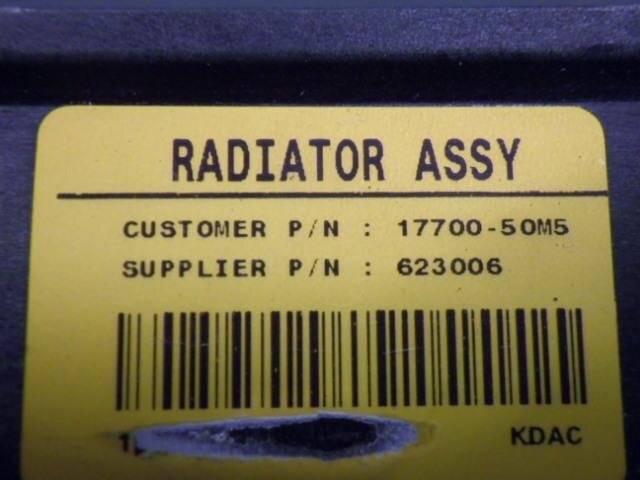 RADIATOR ASSY
CUSTOMER P/N : 17700-50M5
SUPPLIER P/N : 623006
KDAC